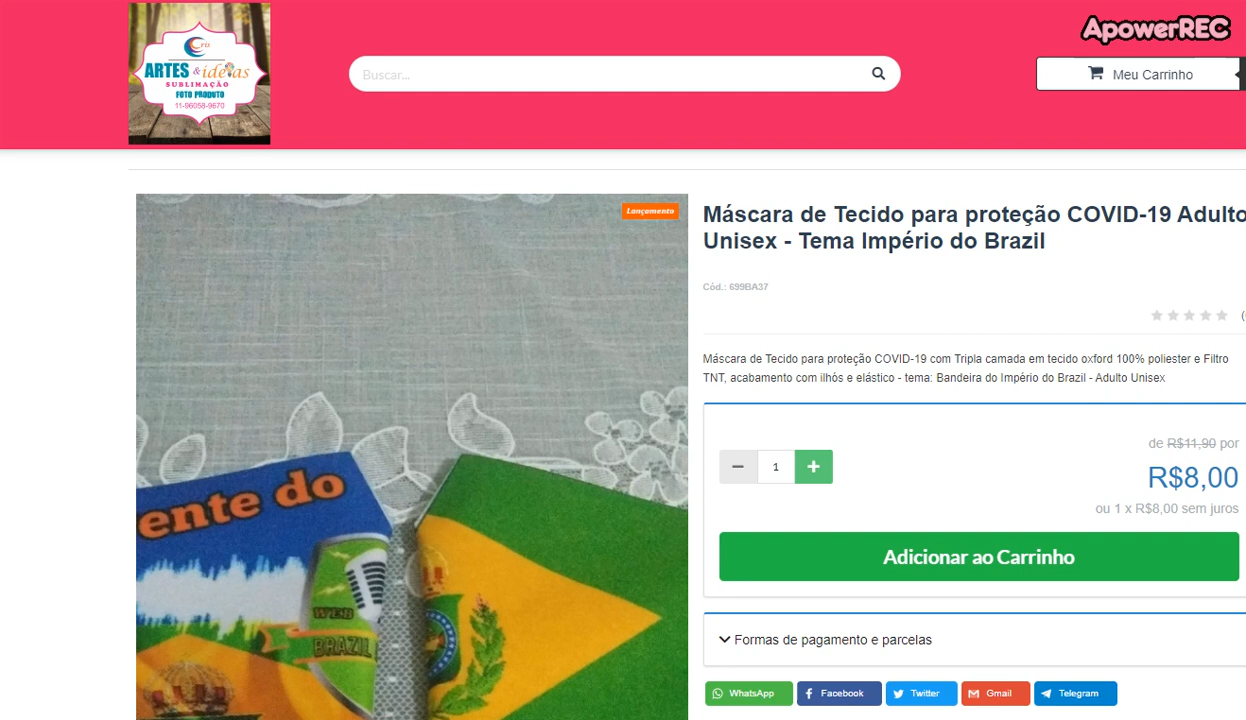 ApowerREC
Cris
ARTES & ideias
SUBLIMAÇÃO
FOTO PRODUTO
11-96058-9670
Buscar...
Meu Carrinho
Lançamento
Máscara de Tecido para proteção COVID-19 Adulto
Unisex - Tema Império do Brazil
Cód.: 699BA37
Máscara de Tecido para proteção COVID-19 com Tripla camada em tecido oxford 100% poliester e Filtro
TNT, acabamento com ilhós e elástico - tema: Bandeira do Império do Brazil - Adulto Unisex
de R$11,90 por
1
R$8,00
ou 1 x R$8,00 sem juros
Adicionar ao Carrinho
Formas de pagamento e parcelas
WhatsApp
Facebook
Twitter
Gmail
Telegram
ente do
WEB
BRAZIL